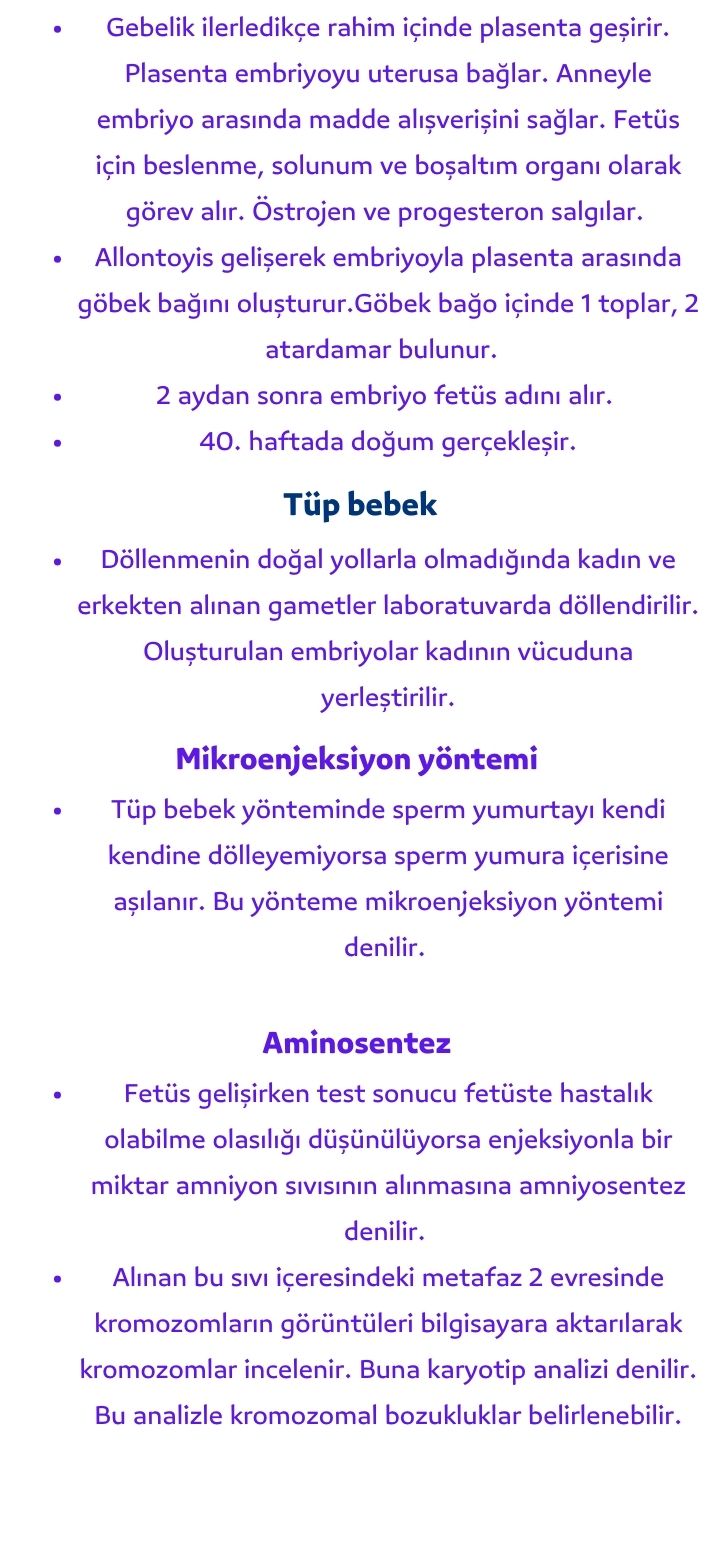 • Gebelik ilerledikçe rahim içinde plasenta geşirir.
Plasenta embriyoyu uterusa bağlar. Anneyle
embriyo arasında madde alışverişini sağlar. Fetüs
için beslenme, solunum ve boşaltım organı olarak
görev alır. Östrojen ve progesteron salgılar.
• Allontoyis gelişerek embriyoyla plasenta arasında
göbek bağını oluşturur.Göbek bağo içinde 1 toplar, 2
atardamar bulunur.
• 2 aydan sonra embriyo fetüs adını alır.
• 40. haftada doğum gerçekleşir.
Tüp bebek
• Döllenmenin doğal yollarla olmadığında kadın ve
erkekten alınan gametler laboratuvarda döllendirilir.
Oluşturulan embriyolar kadının vücuduna
yerleştirilir.
Mikroenjeksiyon yöntemi
• Tüp bebek yönteminde sperm yumurtayı kendi
kendine dölleyemiyorsa sperm yumura içerisine
aşılanır. Bu yönteme mikroenjeksiyon yöntemi
denilir.
Aminosentez
• Fetüs gelişirken test sonucu fetüste hastalık
olabilme olasılığı düşünülüyorsa enjeksiyonla bir
miktar amniyon sıvısının alınmasına amniyosentez
denilir.
• Alınan bu sıvı içeresindeki metafaz 2 evresinde
kromozomların görüntüleri bilgisayara aktarılarak
kromozomlar incelenir. Buna karyotip analizi denilir.
Bu analizle kromozomal bozukluklar belirlenebilir.